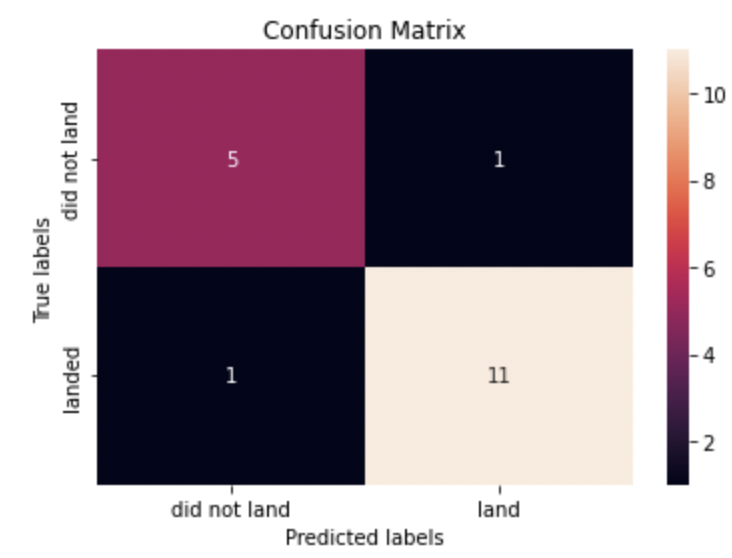 Confusion Matrix
True labels
did not land
5
1
landed
1
11
did not land
land
Predicted labels
10
8
6
4
2